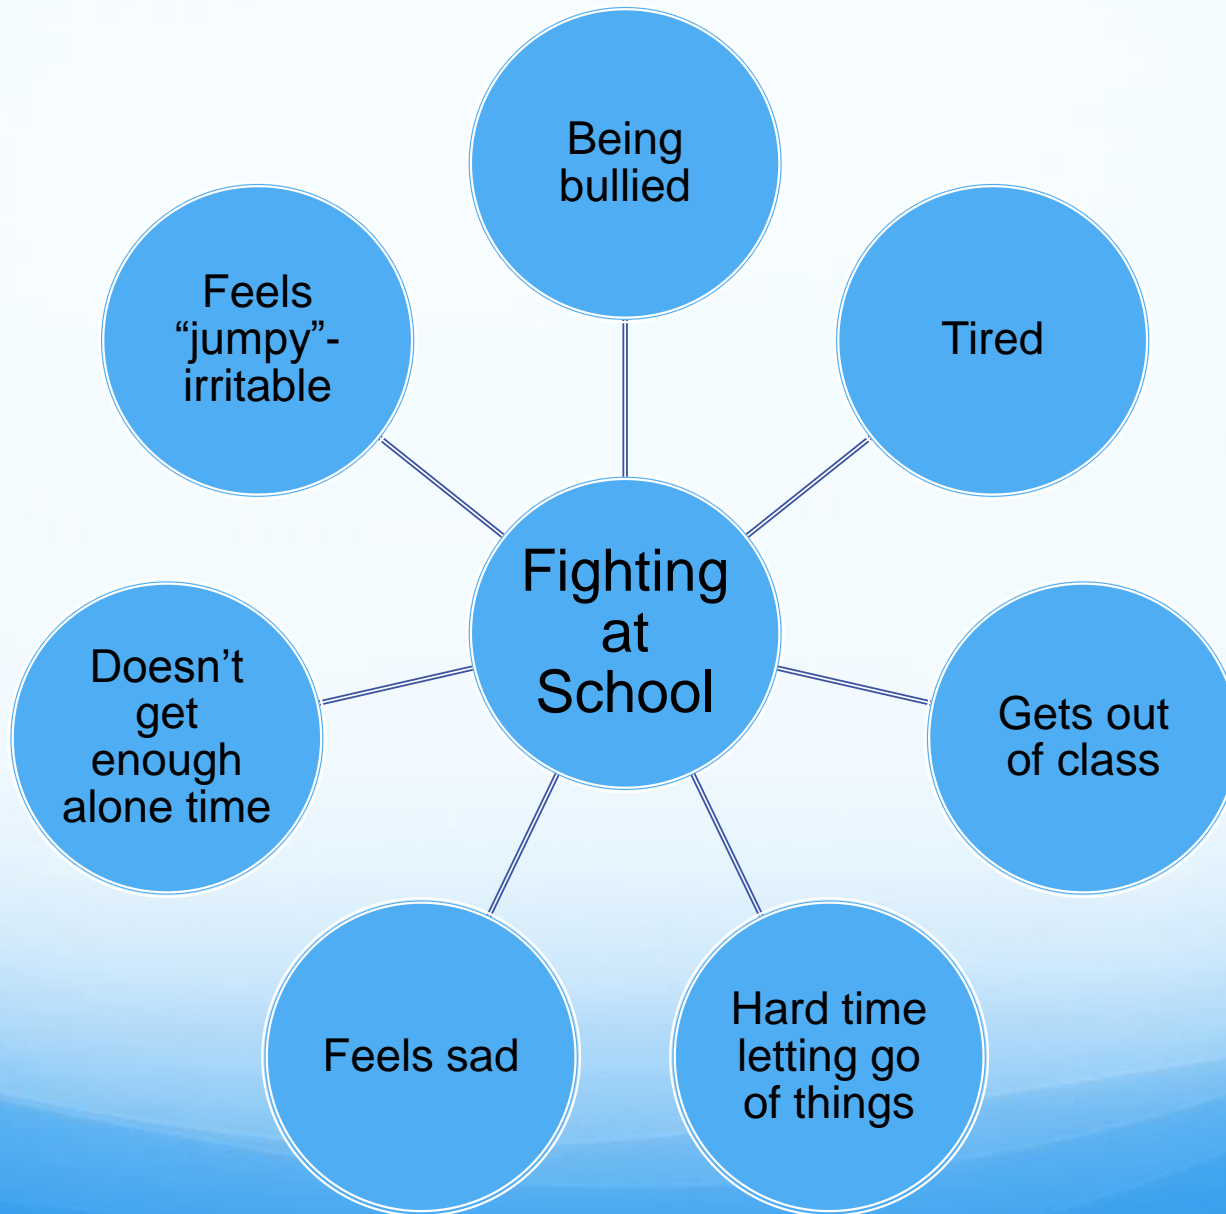 Being
bullied
Feels
“jumpy”-
irritable
Tired
Fighting
at
School
Doesn’t
get
enough
alone time
Gets out
of class
Feels sad
Hard time
letting go
of things